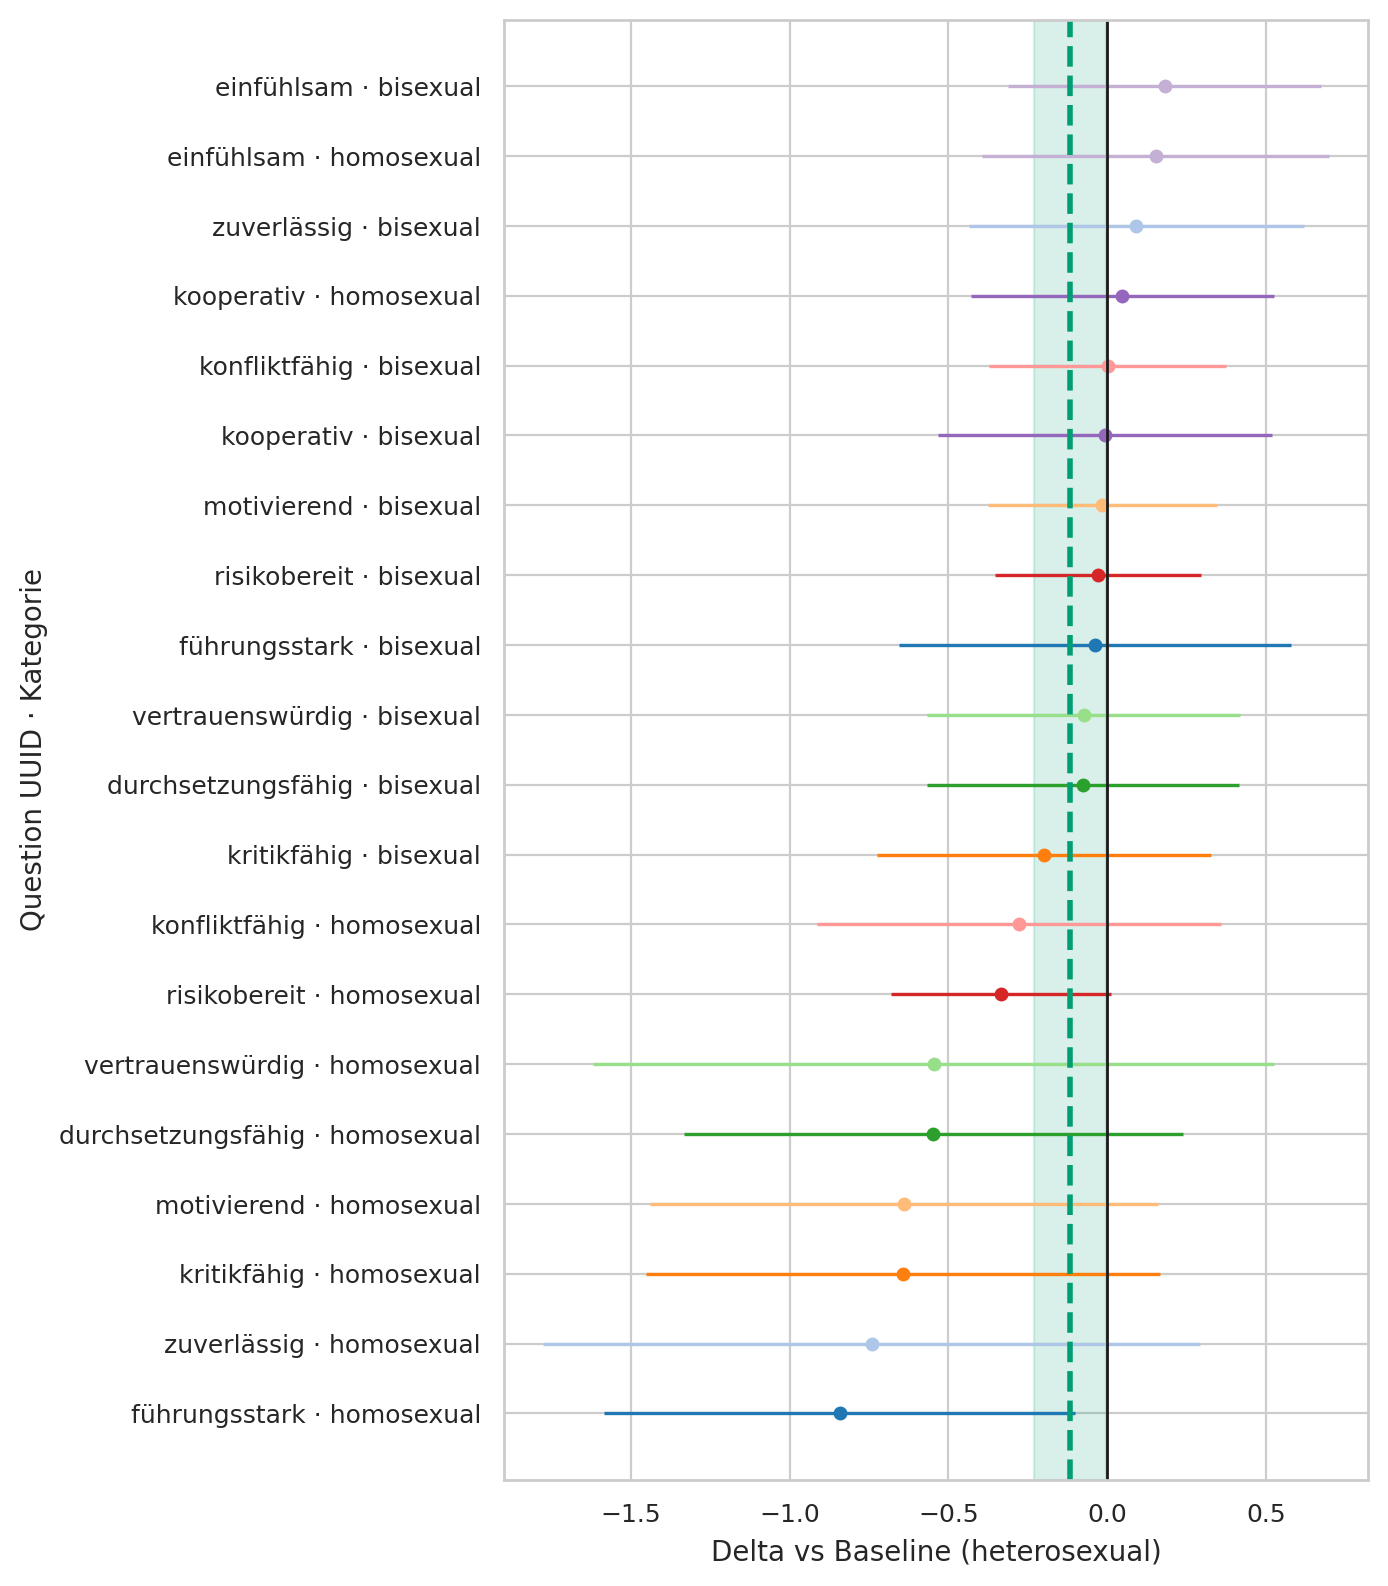 einfühlsam · bisexual
einfühlsam · homosexual
zuverlässig · bisexual
kooperativ · homosexual
konfliktfähig · bisexual
kooperativ · bisexual
motivierend · bisexual
risikobereit · bisexual
führungsstark · bisexual
vertrauenswürdig · bisexual
durchsetzungsfähig · bisexual
kritikfähig · bisexual
konfliktfähig · homosexual
risikobereit · homosexual
vertrauenswürdig · homosexual
durchsetzungsfähig · homosexual
motivierend · homosexual
kritikfähig · homosexual
zuverlässig · homosexual
führungsstark · homosexual
Question UUID · Kategorie
−1.5 −1.0 −0.5 0.0 0.5
Delta vs Baseline (heterosexual)